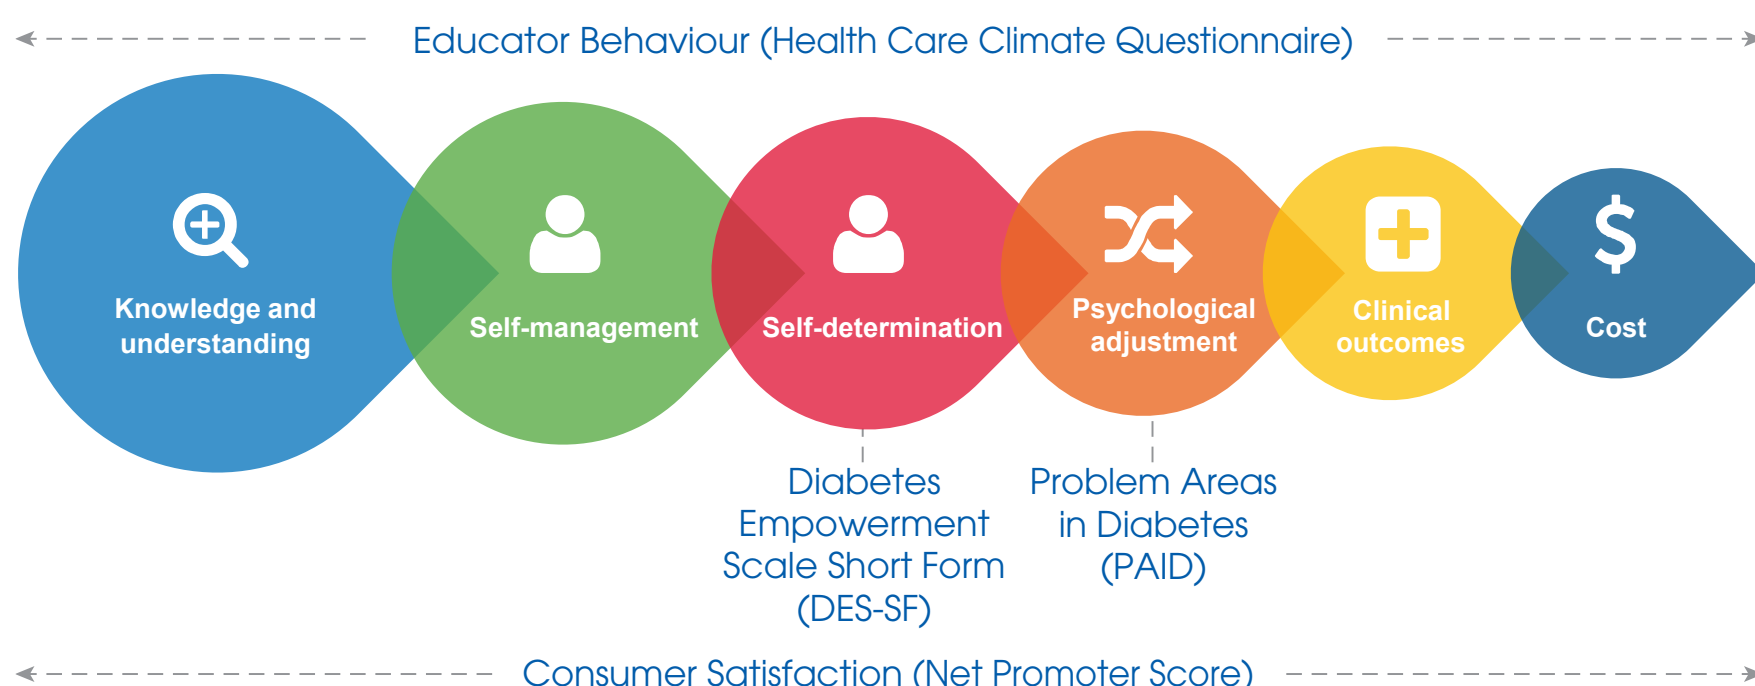 Educator Behaviour (Health Care Climate Questionnaire)
Knowledge and
understanding
Self-management
Self-determination
Psychological
adjustment
Clinical
outcomes
$
Cost
Diabetes
Empowerment
Scale Short Form
(DES-SF)
Problem Areas
in Diabetes
(PAID)
Consumer Satisfaction (Net Promoter Score)